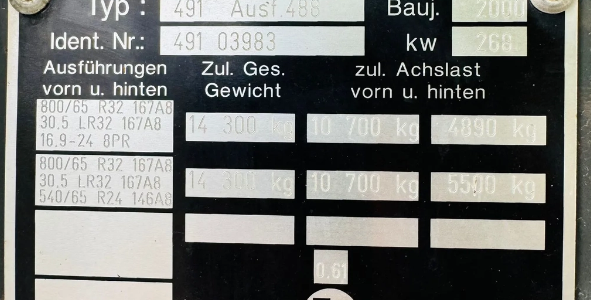 Typ : 491 Ausf.488 Bauj. 2000
Ident. Nr.: 491 03983 kw 268
Ausführungen vorn u. hinten
Zul. Ges. Gewicht
zul. Achslast vorn u. hinten
800/65 R32 167A8
30.5 LR32 167A8
16.9-24 8PR
14 300 kg 10 700 kg 4890 kg
800/65 R32 167A8
30.5 LR32 167A8
540/65 R24 146A8
14 300 kg 10 700 kg 5500 kg
0.61